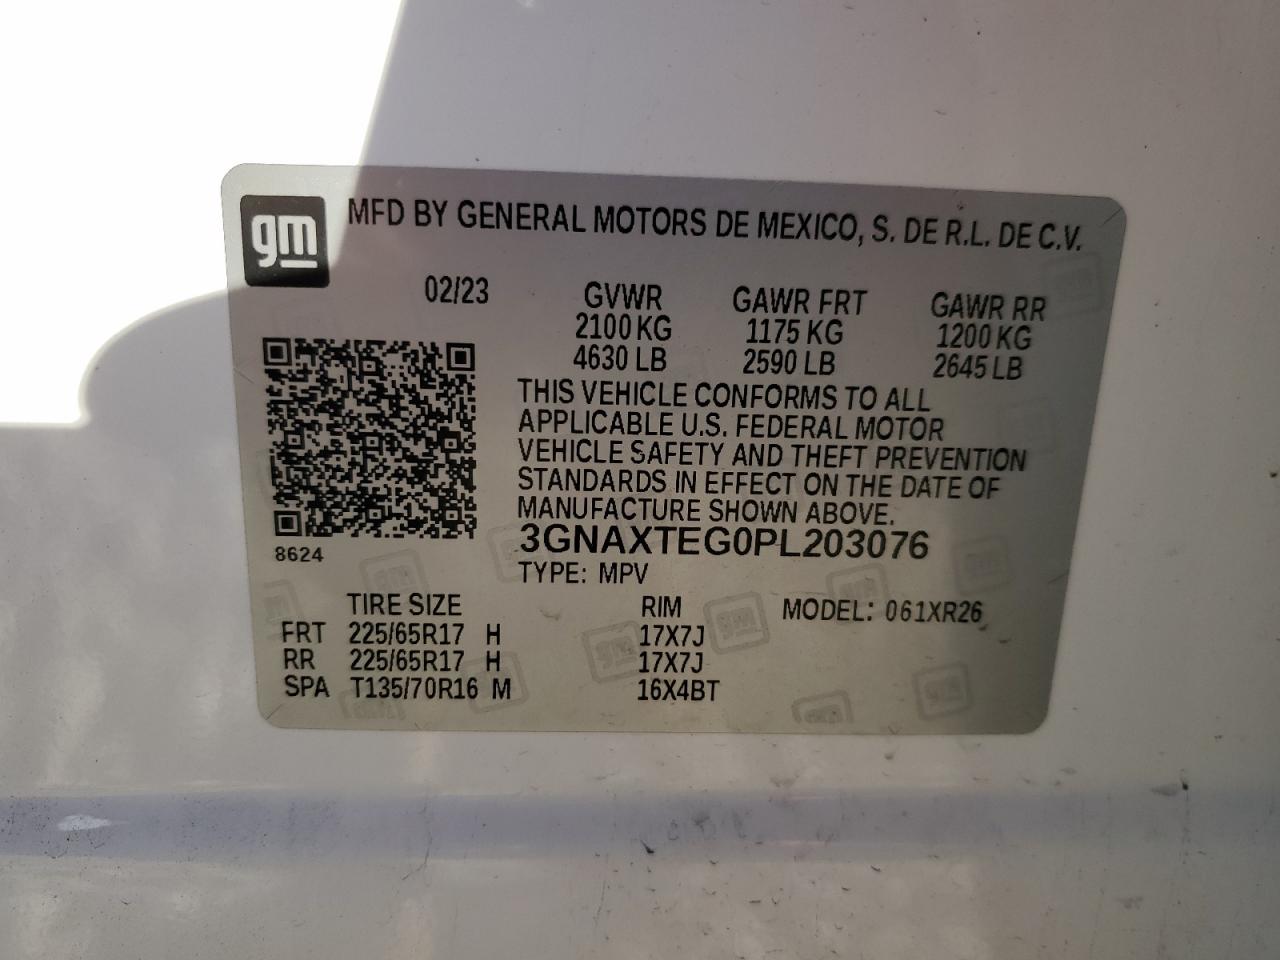 gm
MFD BY GENERAL MOTORS DE MEXICO, S. DE R.L. DE C.V.
02/23 GVWR GAWR FRT GAWR RR
2100 KG 1175 KG 1200 KG
4630 LB 2590 LB 2645 LB
THIS VEHICLE CONFORMS TO ALL
APPLICABLE U.S. FEDERAL MOTOR
VEHICLE SAFETY AND THEFT PREVENTION
STANDARDS IN EFFECT ON THE DATE OF
MANUFACTURE SHOWN ABOVE.
3GNAXTEG0PL203076
8624
TYPE: MPV
TIRE SIZE RIM MODEL: 061XR26
FRT 225/65R17 H 17X7J
RR 225/65R17 H 17X7J
SPA T135/70R16 M 16X4BT